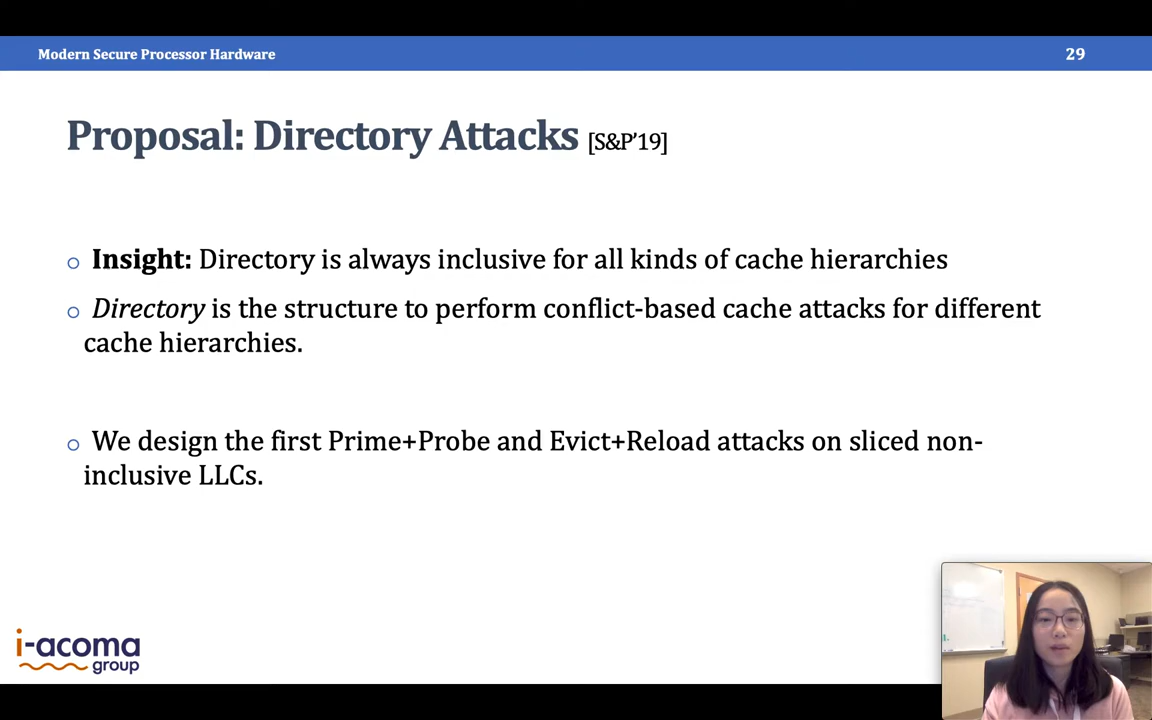 Modern Secure Processor Hardware 29
Proposal: Directory Attacks [S&P'19]
Insight: Directory is always inclusive for all kinds of cache hierarchies
Directory is the structure to perform conflict-based cache attacks for different
cache hierarchies.
We design the first Prime+Probe and Evict+Reload attacks on sliced non-
inclusive LLCs.
i-acoma
group